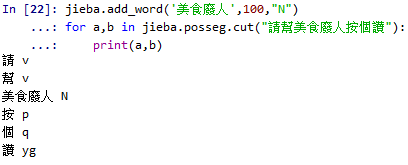 In [22]: jieba.add_word('美食廢人',100,"N")
    ...: for a,b in jieba.posseg.cut("請幫美食廢人按個讚"):
    ...:     print(a,b)
請 v
幫 v
美食廢人 N
按 p
個 q
讚 yg